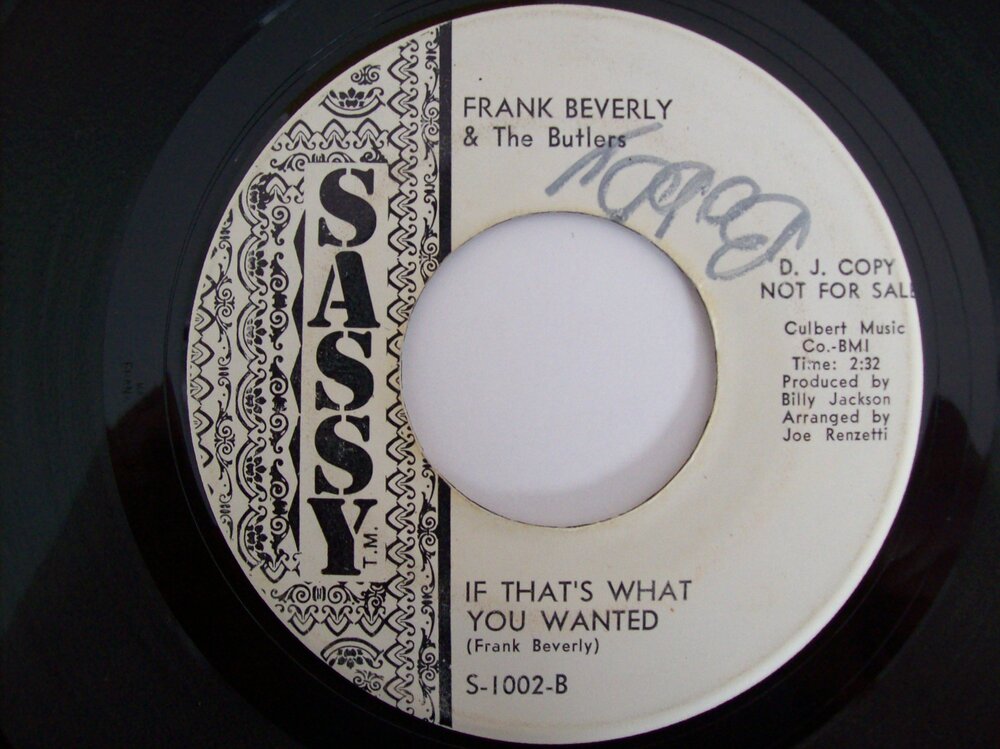 FRANK BEVERLY
& The Butlers
D. J. COPY
NOT FOR SALE
Culbert Music
Co.-BMI
Time: 2:32
Produced by
Billy Jackson
Arranged by
Joe Renzetti
SASSY
T.M.
IF THAT'S WHAT
YOU WANTED
(Frank Beverly)
S-1002-B